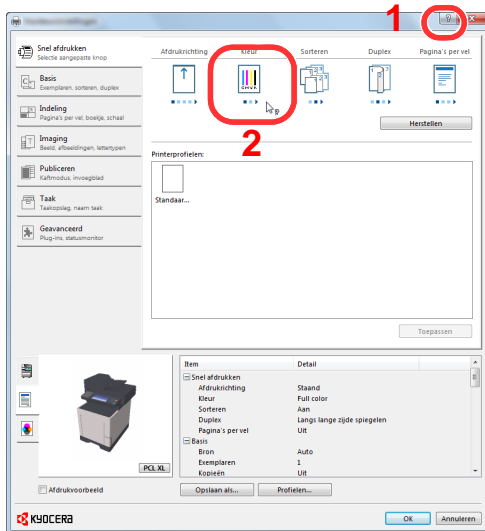 1
?
Snel afdrukken
Selectie aangepaste knop
Basis
Exemplaren, sorteren, duplex
Indeling
Pagina's per vel. boekje, schaal
Imaging
Beeld, afbeeldingen, lettertypen
Publiceren
Kaftmodus, invoegblad
Taak
Taakopslag, naam taak
Geavanceerd
Plug-ins, statusmonitor
Afdrukrichting Kleur Sorteren Duplex Pagina's per vel
CMYK
2
Herstellen
Printerprofielen:
Standaar...
Toepassen
Item Detail
Snel afdrukken
Afdrukrichting Staand
Kleur Full color
Sorteren Aan
Duplex Langs lange zijde spiegelen
Pagina's per vel Uit
Basis
Bron Auto
Exemplaren 1
Kopieën Uit
PCL XL
Afdrukvoorbeeld
Opslaan als... Profielen...
KYOCERA
OK Annuleren